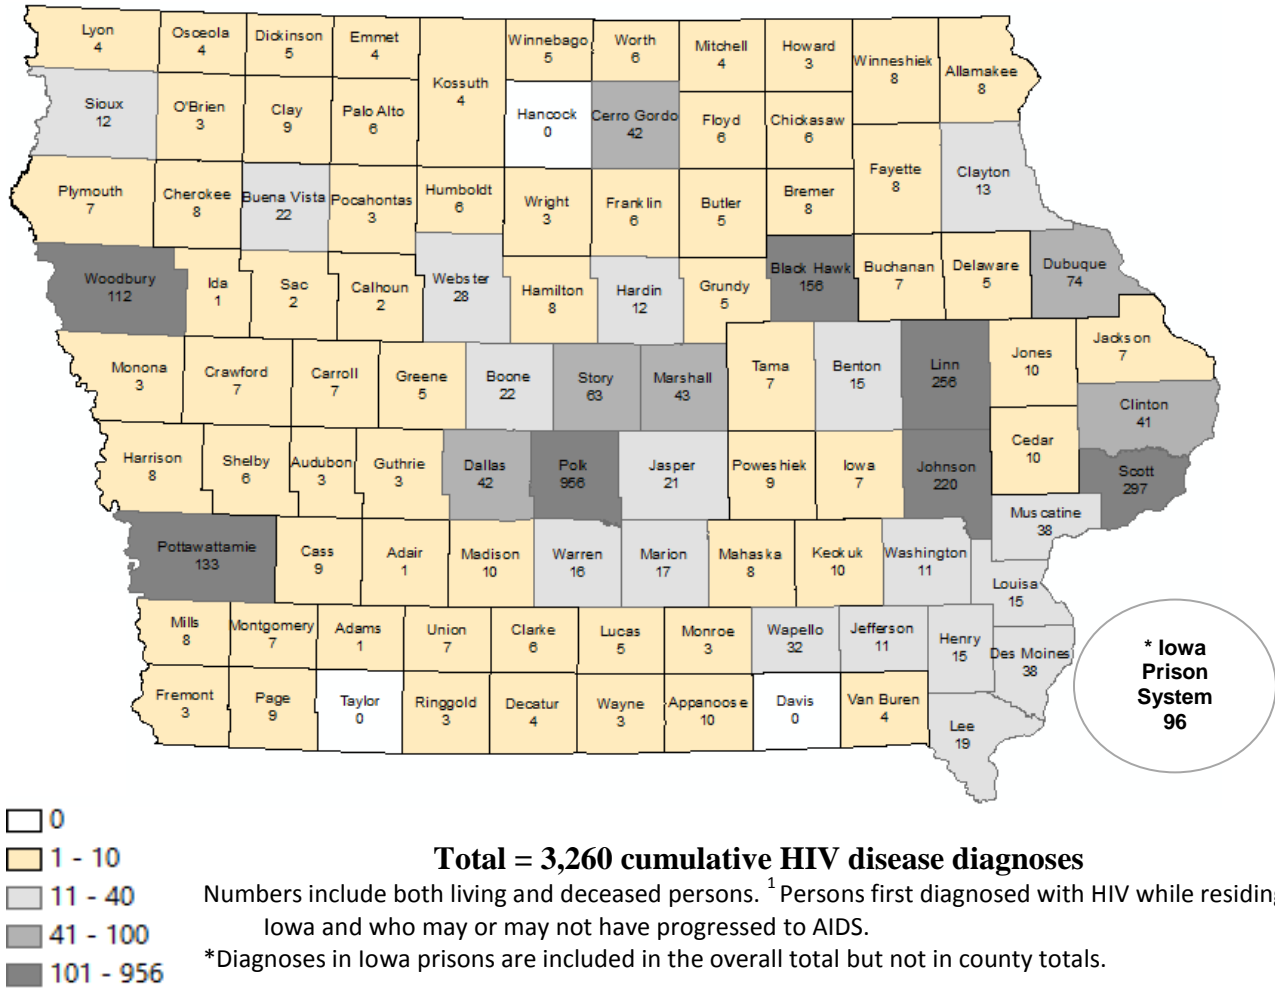 Lyon
4
Osceola
4
Dickinson
5
Emmet
4
Kossuth
4
Winnebago
5
Worth
6
Mitchell
4
Howard
3
Winneshiek
8
Allamakee
8
Sioux
12
O'Brien
3
Clay
9
Palo Alto
6
Hancock
0
Cerro Gordo
42
Floyd
6
Chickasaw
6
Fayette
8
Clayton
13
Plymouth
7
Cherokee
8
Buena Vista
22
Pocahontas
3
Humboldt
6
Wright
3
Franklin
6
Butler
5
Bremer
8
Woodbury
112
Ida
1
Sac
2
Calhoun
2
Webster
28
Hamilton
8
Hardin
12
Grundy
5
Black Hawk
156
Buchanan
7
Delaware
5
Dubuque
74
Monona
3
Crawford
7
Carroll
7
Greene
5
Boone
22
Story
63
Marshall
43
Tama
7
Benton
15
Linn
256
Jones
10
Jackson
7
Clinton
41
Harrison
8
Shelby
6
Audubon
3
Guthrie
3
Dallas
42
Polk
956
Jasper
21
Poweshiek
9
Iowa
7
Johnson
220
Cedar
10
Scott
297
Muscatine
38
Pottawattamie
133
Cass
9
Adair
1
Madison
10
Warren
16
Marion
17
Mahaska
8
Keokuk
10
Washington
11
Louisa
15
Mills
8
Montgomery
7
Adams
1
Union
7
Clarke
6
Lucas
5
Monroe
3
Wapello
32
Jefferson
11
Henry
15
Des Moines
38
Fremont
3
Page
9
Taylor
0
Ringgold
3
Decatur
4
Wayne
3
Appanoose
10
Davis
0
Van Buren
4
Lee
19
* Iowa
Prison
System
96
0
1 - 10
11 - 40
41 - 100
101 - 956
Total = 3,260 cumulative HIV disease diagnoses
Numbers include both living and deceased persons. ¹ Persons first diagnosed with HIV while residing
Iowa and who may or may not have progressed to AIDS.
*Diagnoses in Iowa prisons are included in the overall total but not in county totals.